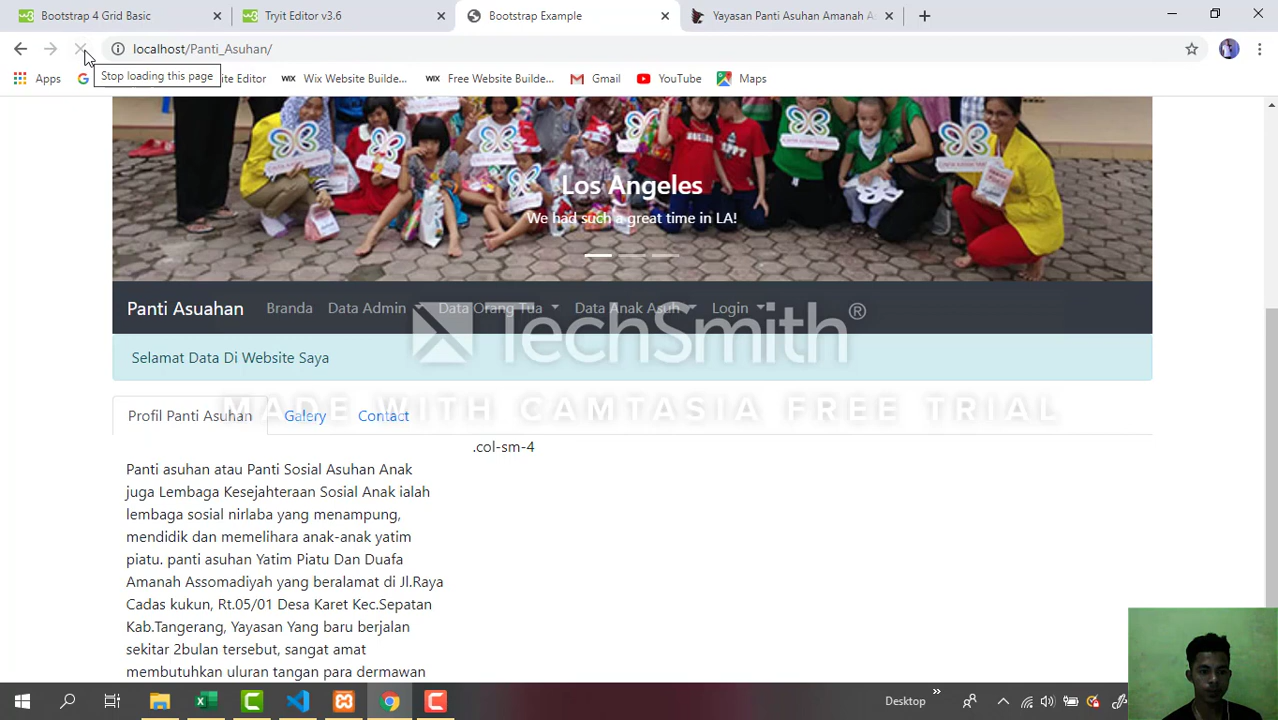 Bootstrap 4 Grid Basic
Tryit Editor v3.6
Bootstrap Example
Yayasan Panti Asuhan Amanah As
localhost/Panti_Asuhan/
Stop loading this page
Apps
ite Editor
Wix Website Builde...
Free Website Builde...
Gmail
YouTube
Maps
Los Angeles
We had such a great time in LA!
Panti Asuahan
Branda
Data Admin
Data Orang Tua
Data Anak Asuh
Login
TechSmith®
Selamat Data Di Website Saya
MADE WITH CAMTASIA FREE TRIAL
Profil Panti Asuhan
Galery
Contact
.col-sm-4
Panti asuhan atau Panti Sosial Asuhan Anak
juga Lembaga Kesejahteraan Sosial Anak ialah
lembaga sosial nirlaba yang menampung,
mendidik dan memelihara anak-anak yatim
piatu. panti asuhan Yatim Piatu Dan Duafa
Amanah Assomadiyah yang beralamat di Jl.Raya
Cadas kukun, Rt.05/01 Desa Karet Kec.Sepatan
Kab.Tangerang, Yayasan Yang baru berjalan
sekitar 2bulan tersebut, sangat amat
membutuhkan uluran tangan para dermawan
Desktop